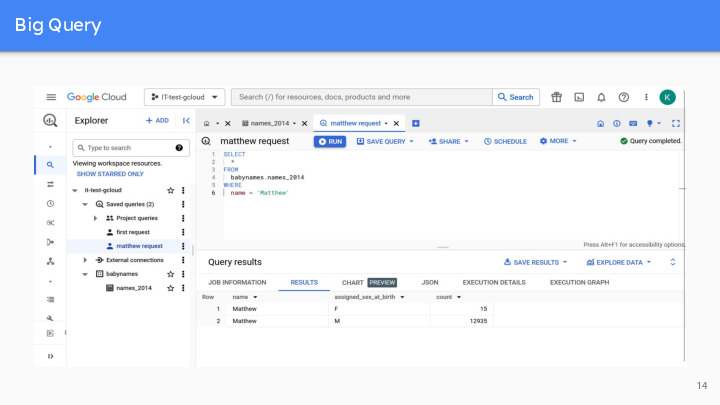 Big Query
Google Cloud
IT-test-gcloud
Search (/) for resources, docs, products and more
Search
K
Explorer
+ ADD
names_2014
matthew request
Type to search
Viewing workspace resources.
SHOW STARRED ONLY
it-test-gcloud
Saved queries (2)
Project queries
first request
matthew request
External connections
babynames
names_2014
matthew request
RUN
SAVE QUERY
SHARE
SCHEDULE
MORE
Query completed.
1 SELECT
2 *
3 FROM
4 babynames.names_2014
5 WHERE
6 name = 'Matthew'
Press Alt+F1 for accessibility options.
Query results
SAVE RESULTS
EXPLORE DATA
JOB INFORMATION RESULTS CHART PREVIEW JSON EXECUTION DETAILS EXECUTION GRAPH
Row name assigned_sex_at_birth count
1 Matthew F 15
2 Matthew M 12935
14